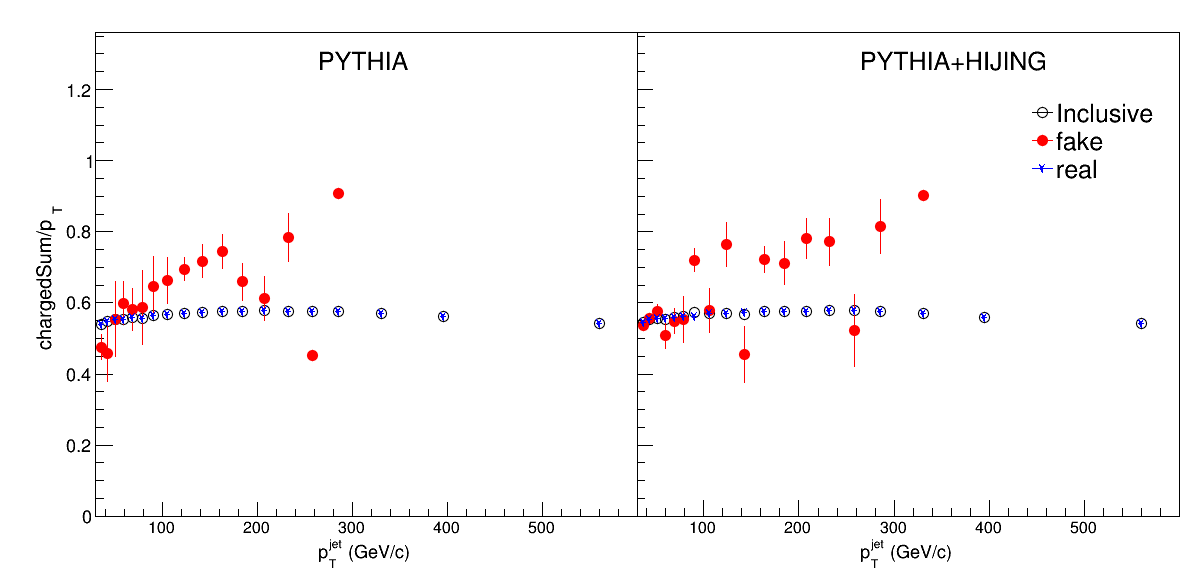 PYTHIA
PYTHIA+HIJING
Inclusive
fake
real
chargedSum/p_T
1.2
1
0.8
0.6
0.4
0.2
0
100
200
300
400
500
100
200
300
400
500
p_T^jet (GeV/c)
p_T^jet (GeV/c)